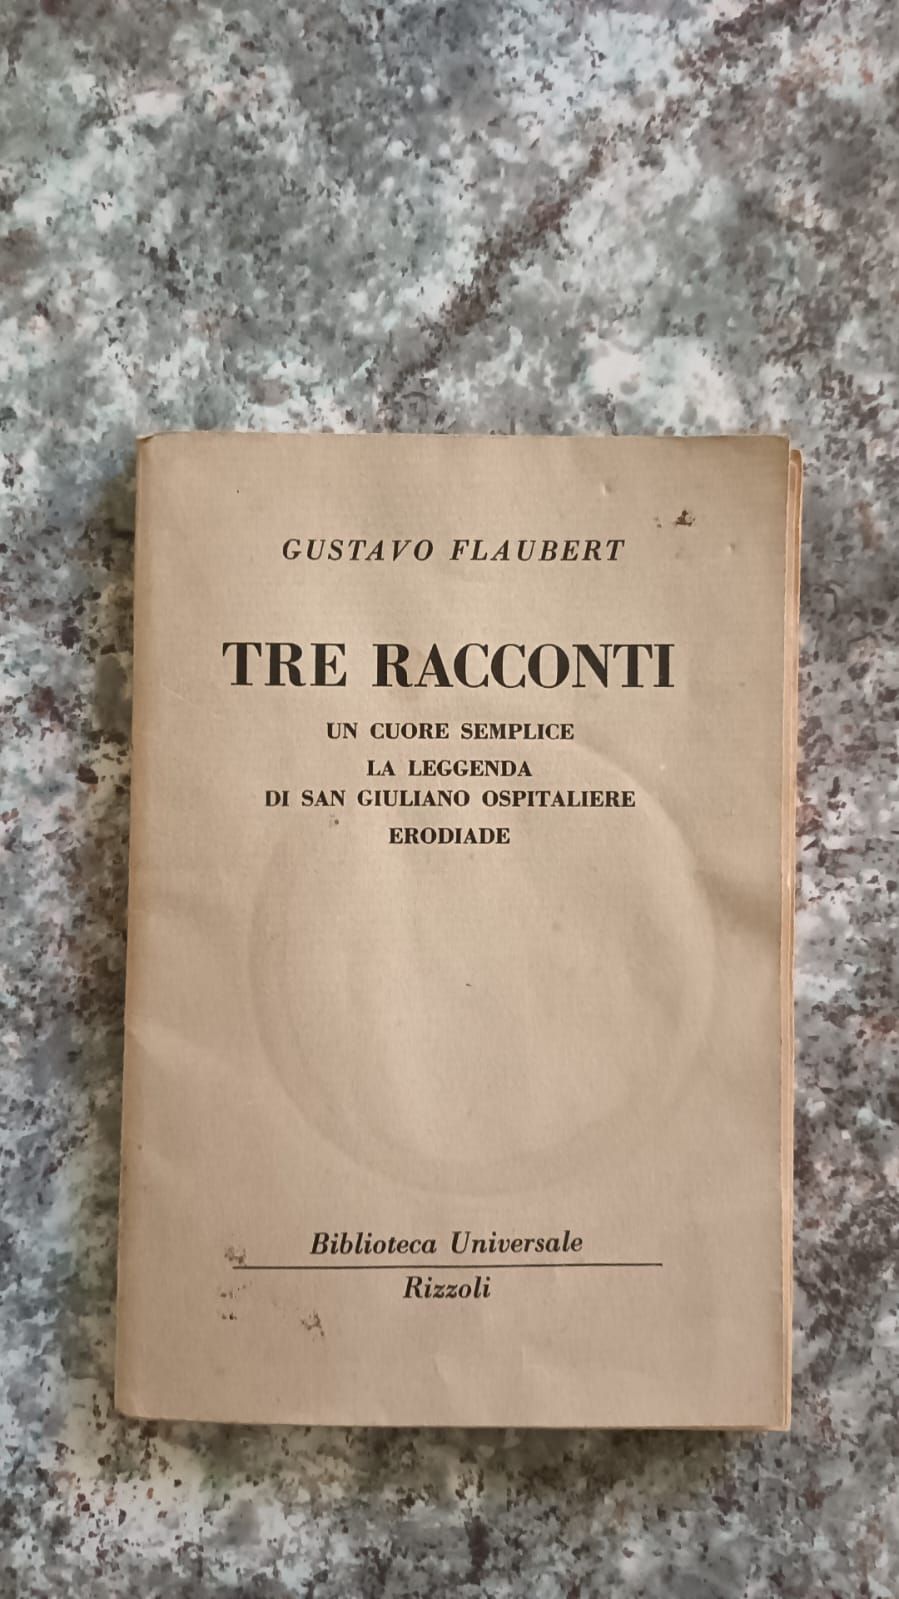 GUSTAVO FLAUBERT
TRE RACCONTI
UN CUORE SEMPLICE
LA LEGGENDA
DI SAN GIULIANO OSPITALIERE
ERODIADE
Biblioteca Universale
Rizzoli